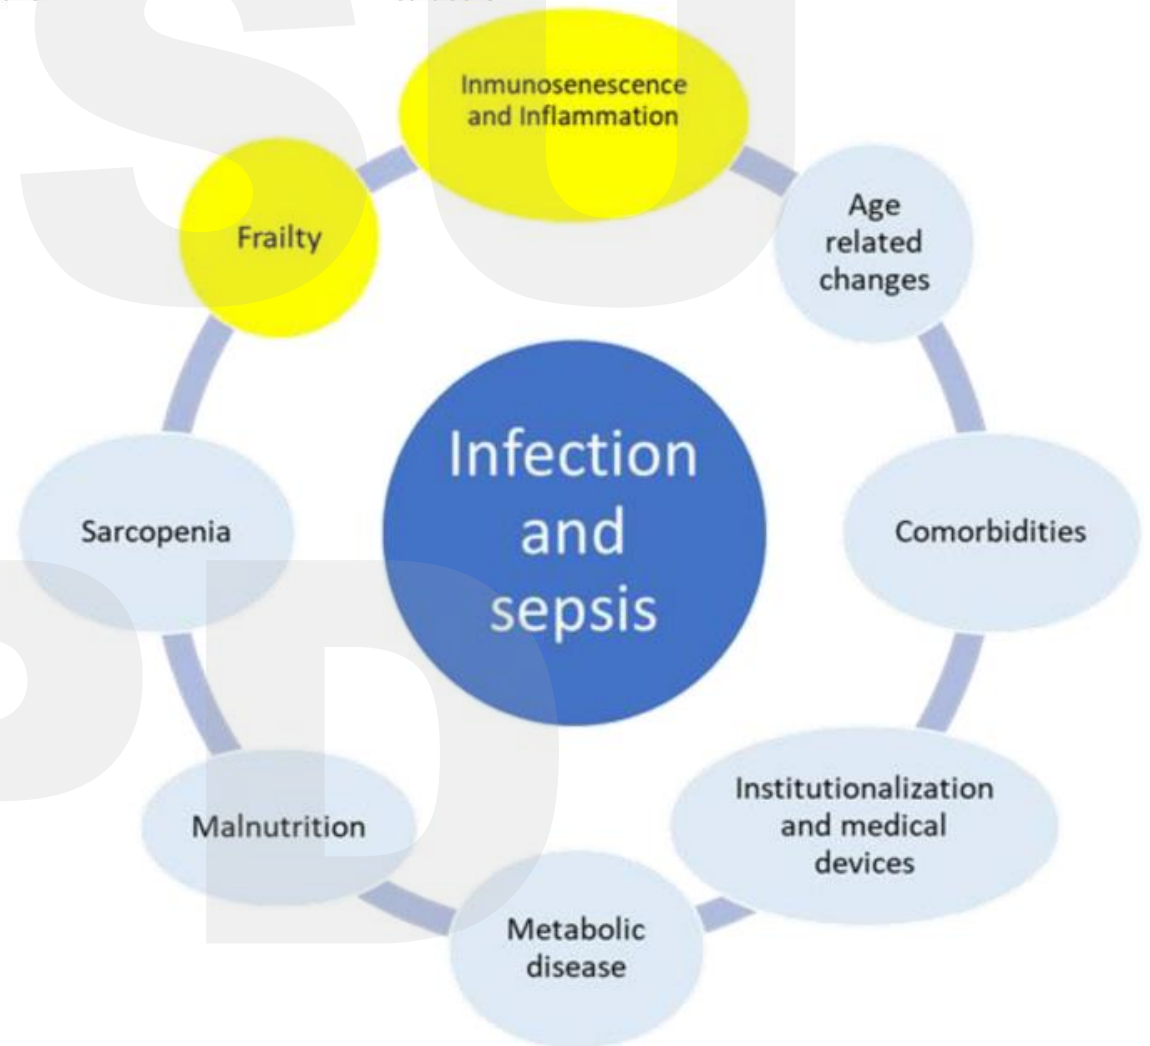 Inmunosenescence
and Inflammation
Age
related
changes
Frailty
Infection
and
sepsis
Sarcopenia
Comorbidities
Institutionalization
and medical
devices
Malnutrition
Metabolic
disease